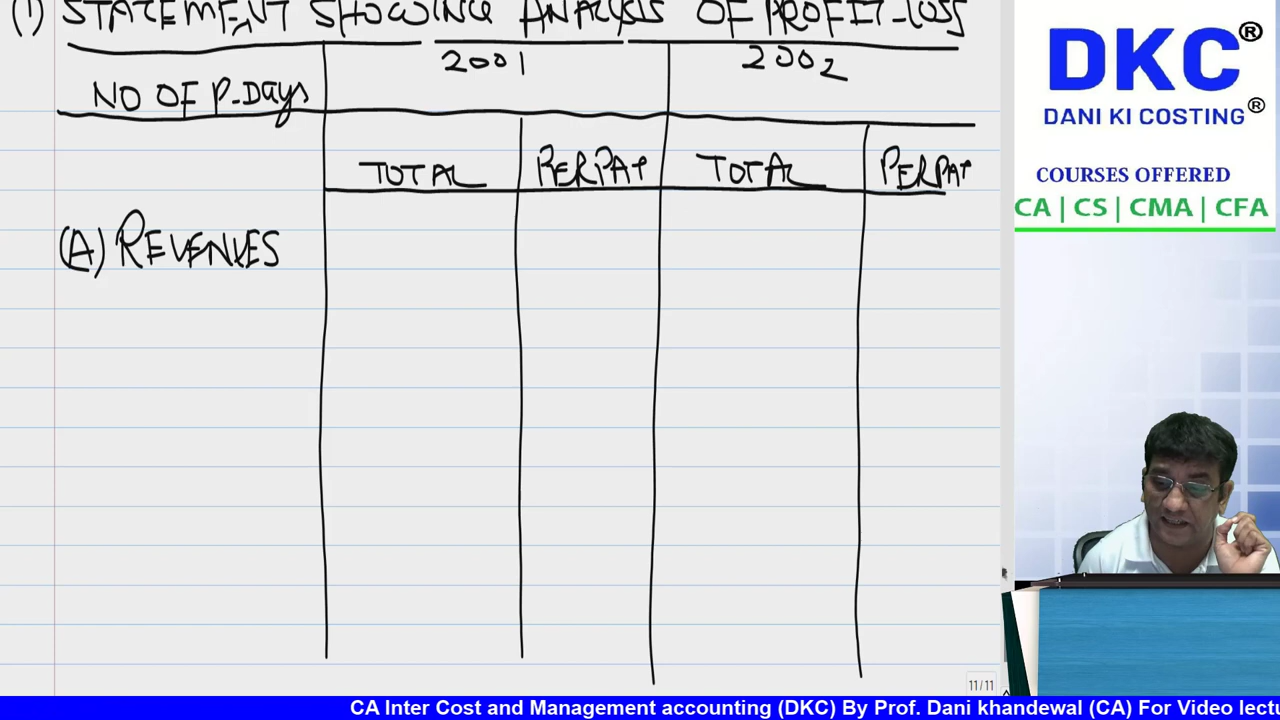 (1) STATEMENT SHOWING ANALYSIS OF PROFIT-LOSS
2001 2002
NO OF P-Days
TOTAL PERPAT TOTAL PERPAT
(A) REVENUES
DKC®
DANI KI COSTING®
COURSES OFFERED
CA | CS | CMA | CFA
11/11
CA Inter Cost and Management accounting (DKC) By Prof. Dani khandewal (CA) For Video lectu